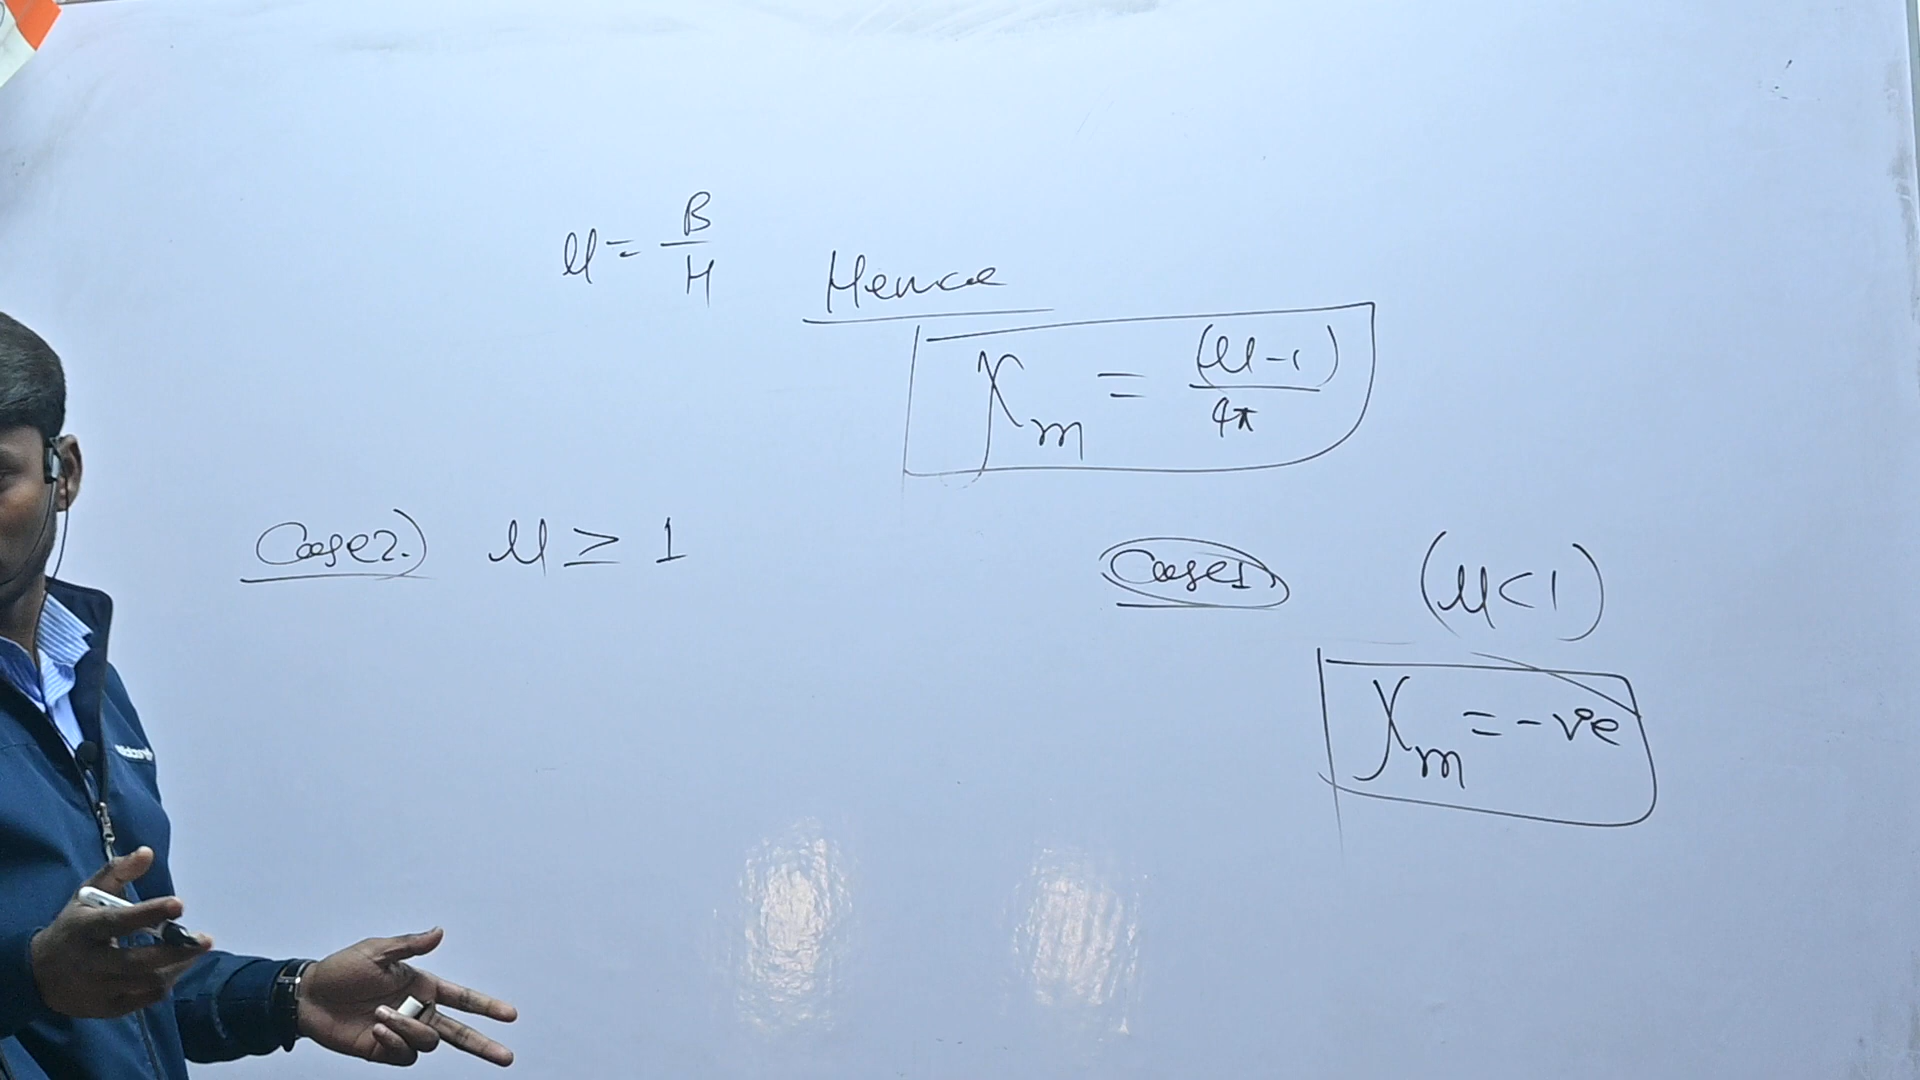 μ = B/H
Hence
χm = (μ-1)/4π
Case2.) μ ≥ 1
Case1) (μ<1)
χm = -ve